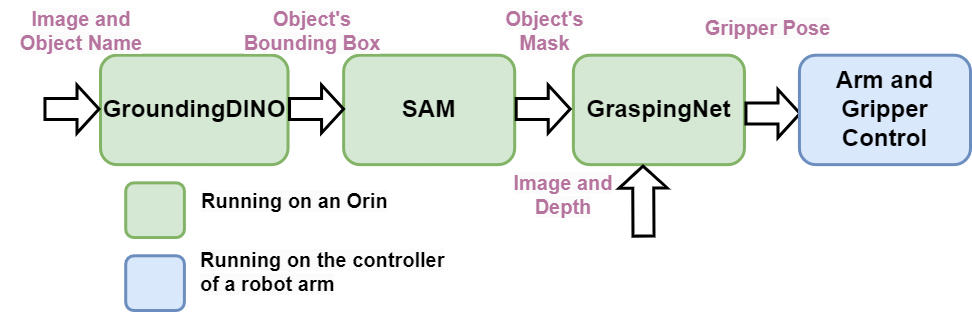 Image and
Object Name
Object's
Bounding Box
Object's
Mask
Gripper Pose
GroundingDINO
SAM
GraspingNet
Arm and
Gripper
Control
Image and
Depth
Running on an Orin
Running on the controller
of a robot arm